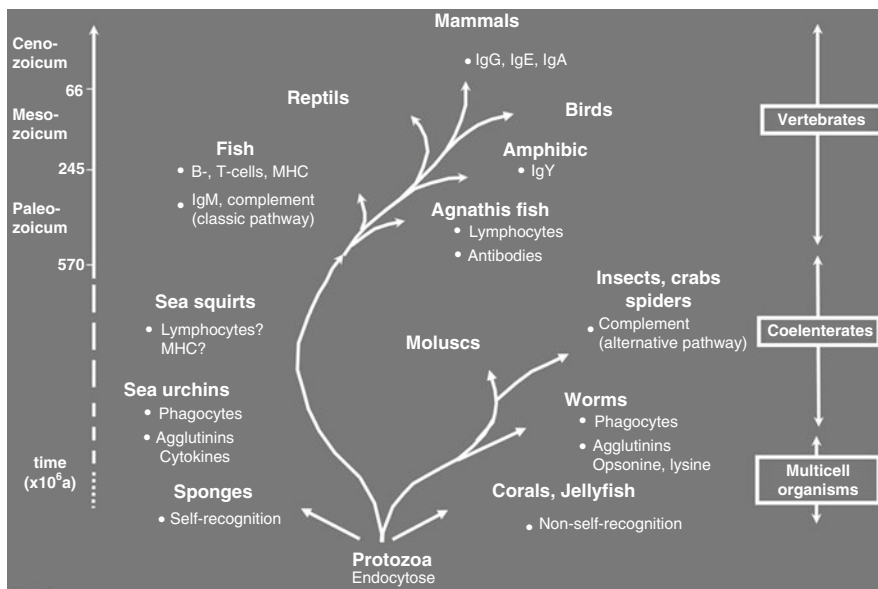 Mammals
• IgG, IgE, IgA
Ceno-
zoicum
66
Meso-
zoicum
245
Paleo-
zoicum
570
time
(x10⁶a)
Reptils
Birds
Fish
• B-, T-cells, MHC
• IgM, complement
(classic pathway)
Amphibic
• IgY
Agnathis fish
• Lymphocytes
• Antibodies
Sea squirts
• Lymphocytes?
MHC?
Insects, crabs
spiders
• Complement
(alternative pathway)
Moluscs
Sea urchins
• Phagocytes
• Agglutinins
Cytokines
Worms
• Phagocytes
• Agglutinins
Opsonine, lysine
Sponges
• Self-recognition
Corals, Jellyfish
• Non-self-recognition
Protozoa
Endocytose
Vertebrates
Coelenterates
Multicell
organisms